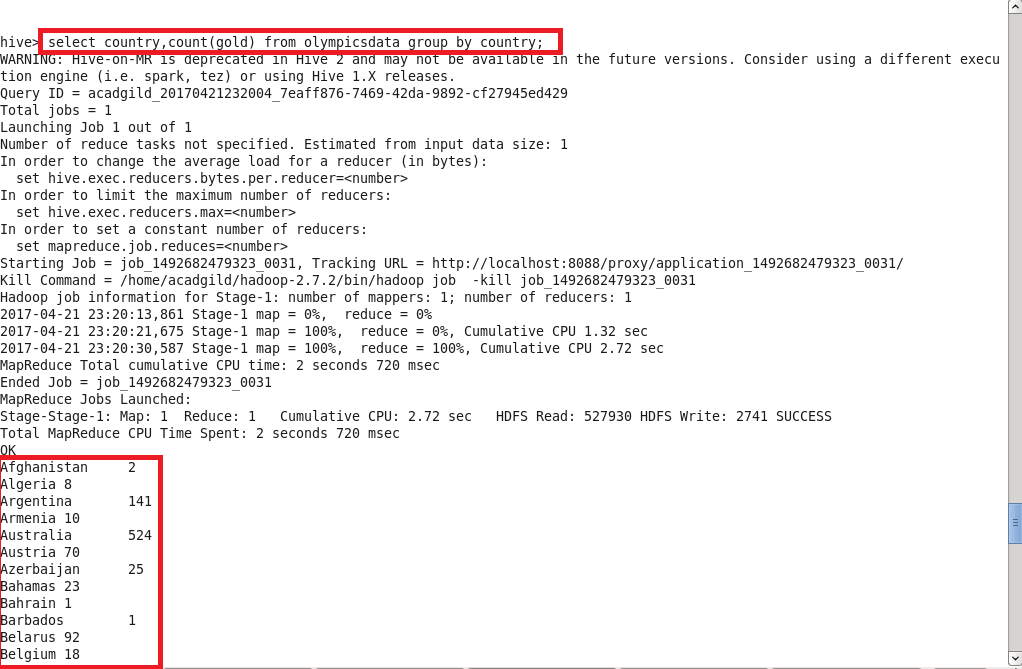 hive> select country,count(gold) from olympicsdata group by country;
WARNING: Hive-on-MR is deprecated in Hive 2 and may not be available in the future versions. Consider using a different execu
tion engine (i.e. spark, tez) or using Hive 1.X releases.
Query ID = acadgild_20170421232004_7eaff876-7469-42da-9892-cf27945ed429
Total jobs = 1
Launching Job 1 out of 1
Number of reduce tasks not specified. Estimated from input data size: 1
In order to change the average load for a reducer (in bytes):
  set hive.exec.reducers.bytes.per.reducer=<number>
In order to limit the maximum number of reducers:
  set hive.exec.reducers.max=<number>
In order to set a constant number of reducers:
  set mapreduce.job.reduces=<number>
Starting Job = job_1492682479323_0031, Tracking URL = http://localhost:8088/proxy/application_1492682479323_0031/
Kill Command = /home/acadgild/hadoop-2.7.2/bin/hadoop job  -kill job_1492682479323_0031
Hadoop job information for Stage-1: number of mappers: 1; number of reducers: 1
2017-04-21 23:20:13,861 Stage-1 map = 0%,  reduce = 0%
2017-04-21 23:20:21,675 Stage-1 map = 100%,  reduce = 0%, Cumulative CPU 1.32 sec
2017-04-21 23:20:30,587 Stage-1 map = 100%,  reduce = 100%, Cumulative CPU 2.72 sec
MapReduce Total cumulative CPU time: 2 seconds 720 msec
Ended Job = job_1492682479323_0031
MapReduce Jobs Launched:
Stage-Stage-1: Map: 1  Reduce: 1   Cumulative CPU: 2.72 sec   HDFS Read: 527930 HDFS Write: 2741 SUCCESS
Total MapReduce CPU Time Spent: 2 seconds 720 msec
OK
Afghanistan     2
Algeria 8
Argentina       141
Armenia 10
Australia       524
Austria 70
Azerbaijan      25
Bahamas 23
Bahrain 1
Barbados        1
Belarus 92
Belgium 18